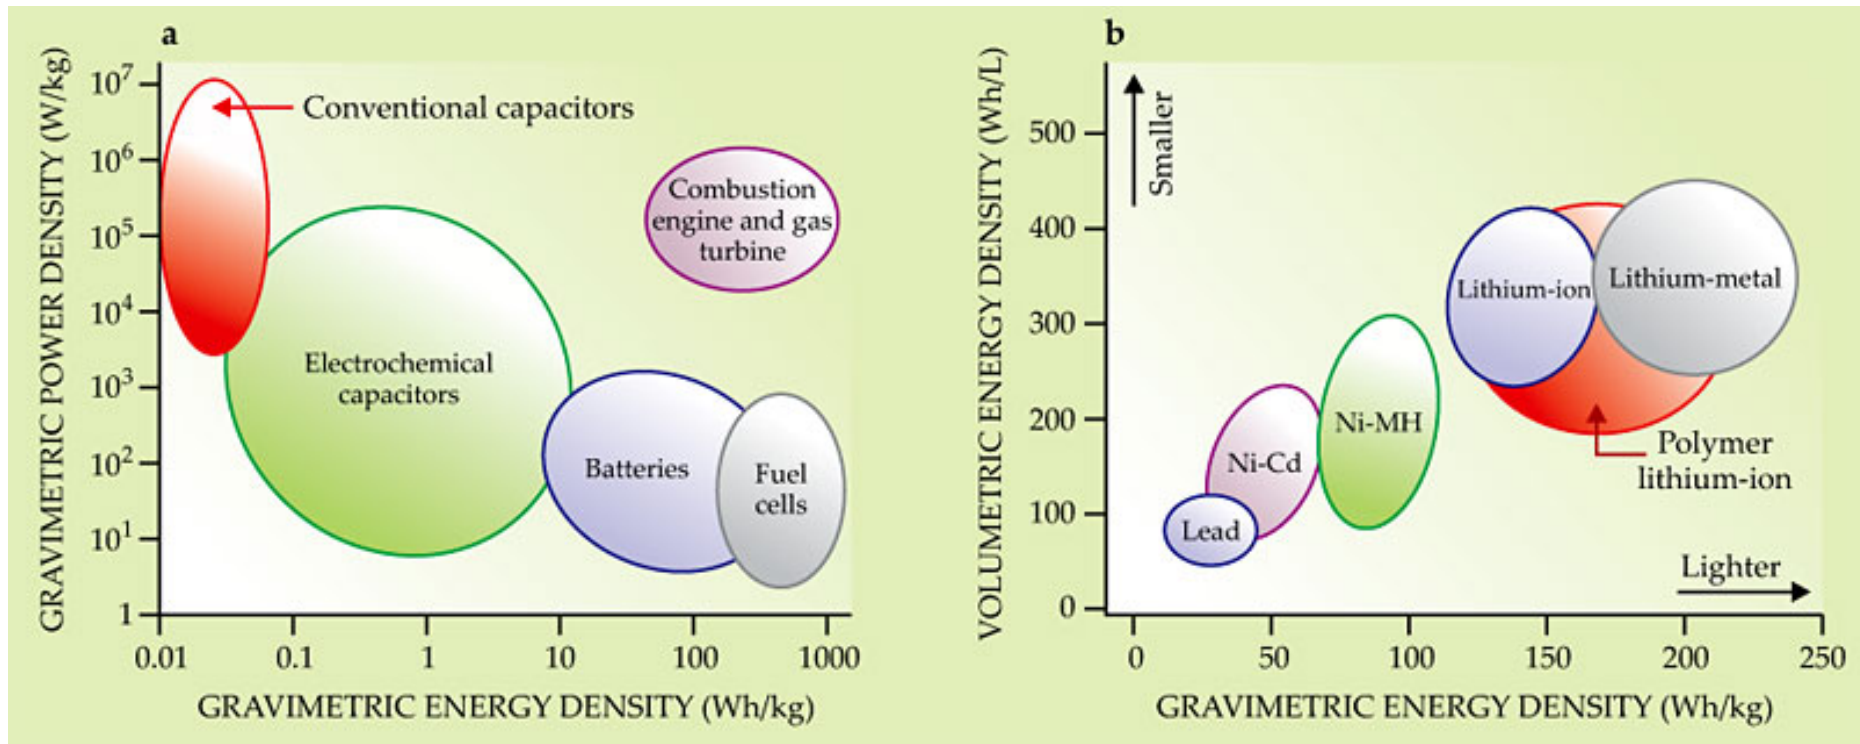 a
GRAVIMETRIC POWER DENSITY (W/kg)
10⁷
10⁶
10⁵
10⁴
10³
10²
10¹
1
0.01 0.1 1 10 100 1000
GRAVIMETRIC ENERGY DENSITY (Wh/kg)
Conventional capacitors
Combustion
engine and gas
turbine
Electrochemical
capacitors
Batteries
Fuel
cells
b
VOLUMETRIC ENERGY DENSITY (Wh/L)
500
400
300
200
100
0
0 50 100 150 200 250
GRAVIMETRIC ENERGY DENSITY (Wh/kg)
Smaller
Lithium-ion
Lithium-metal
Ni-MH
Ni-Cd
Lead
Polymer
lithium-ion
Lighter